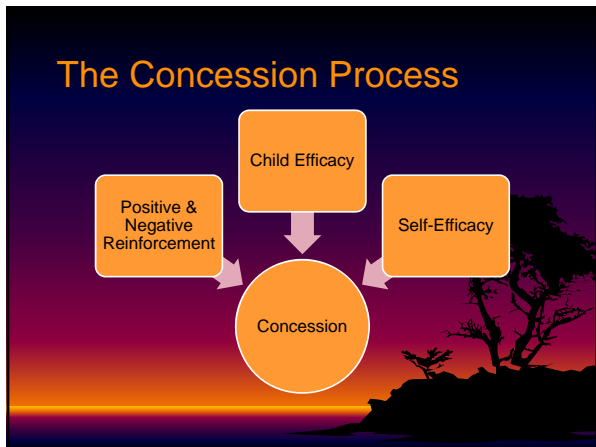 The Concession Process
Child Efficacy
Positive &
Negative
Reinforcement
Self-Efficacy
Concession